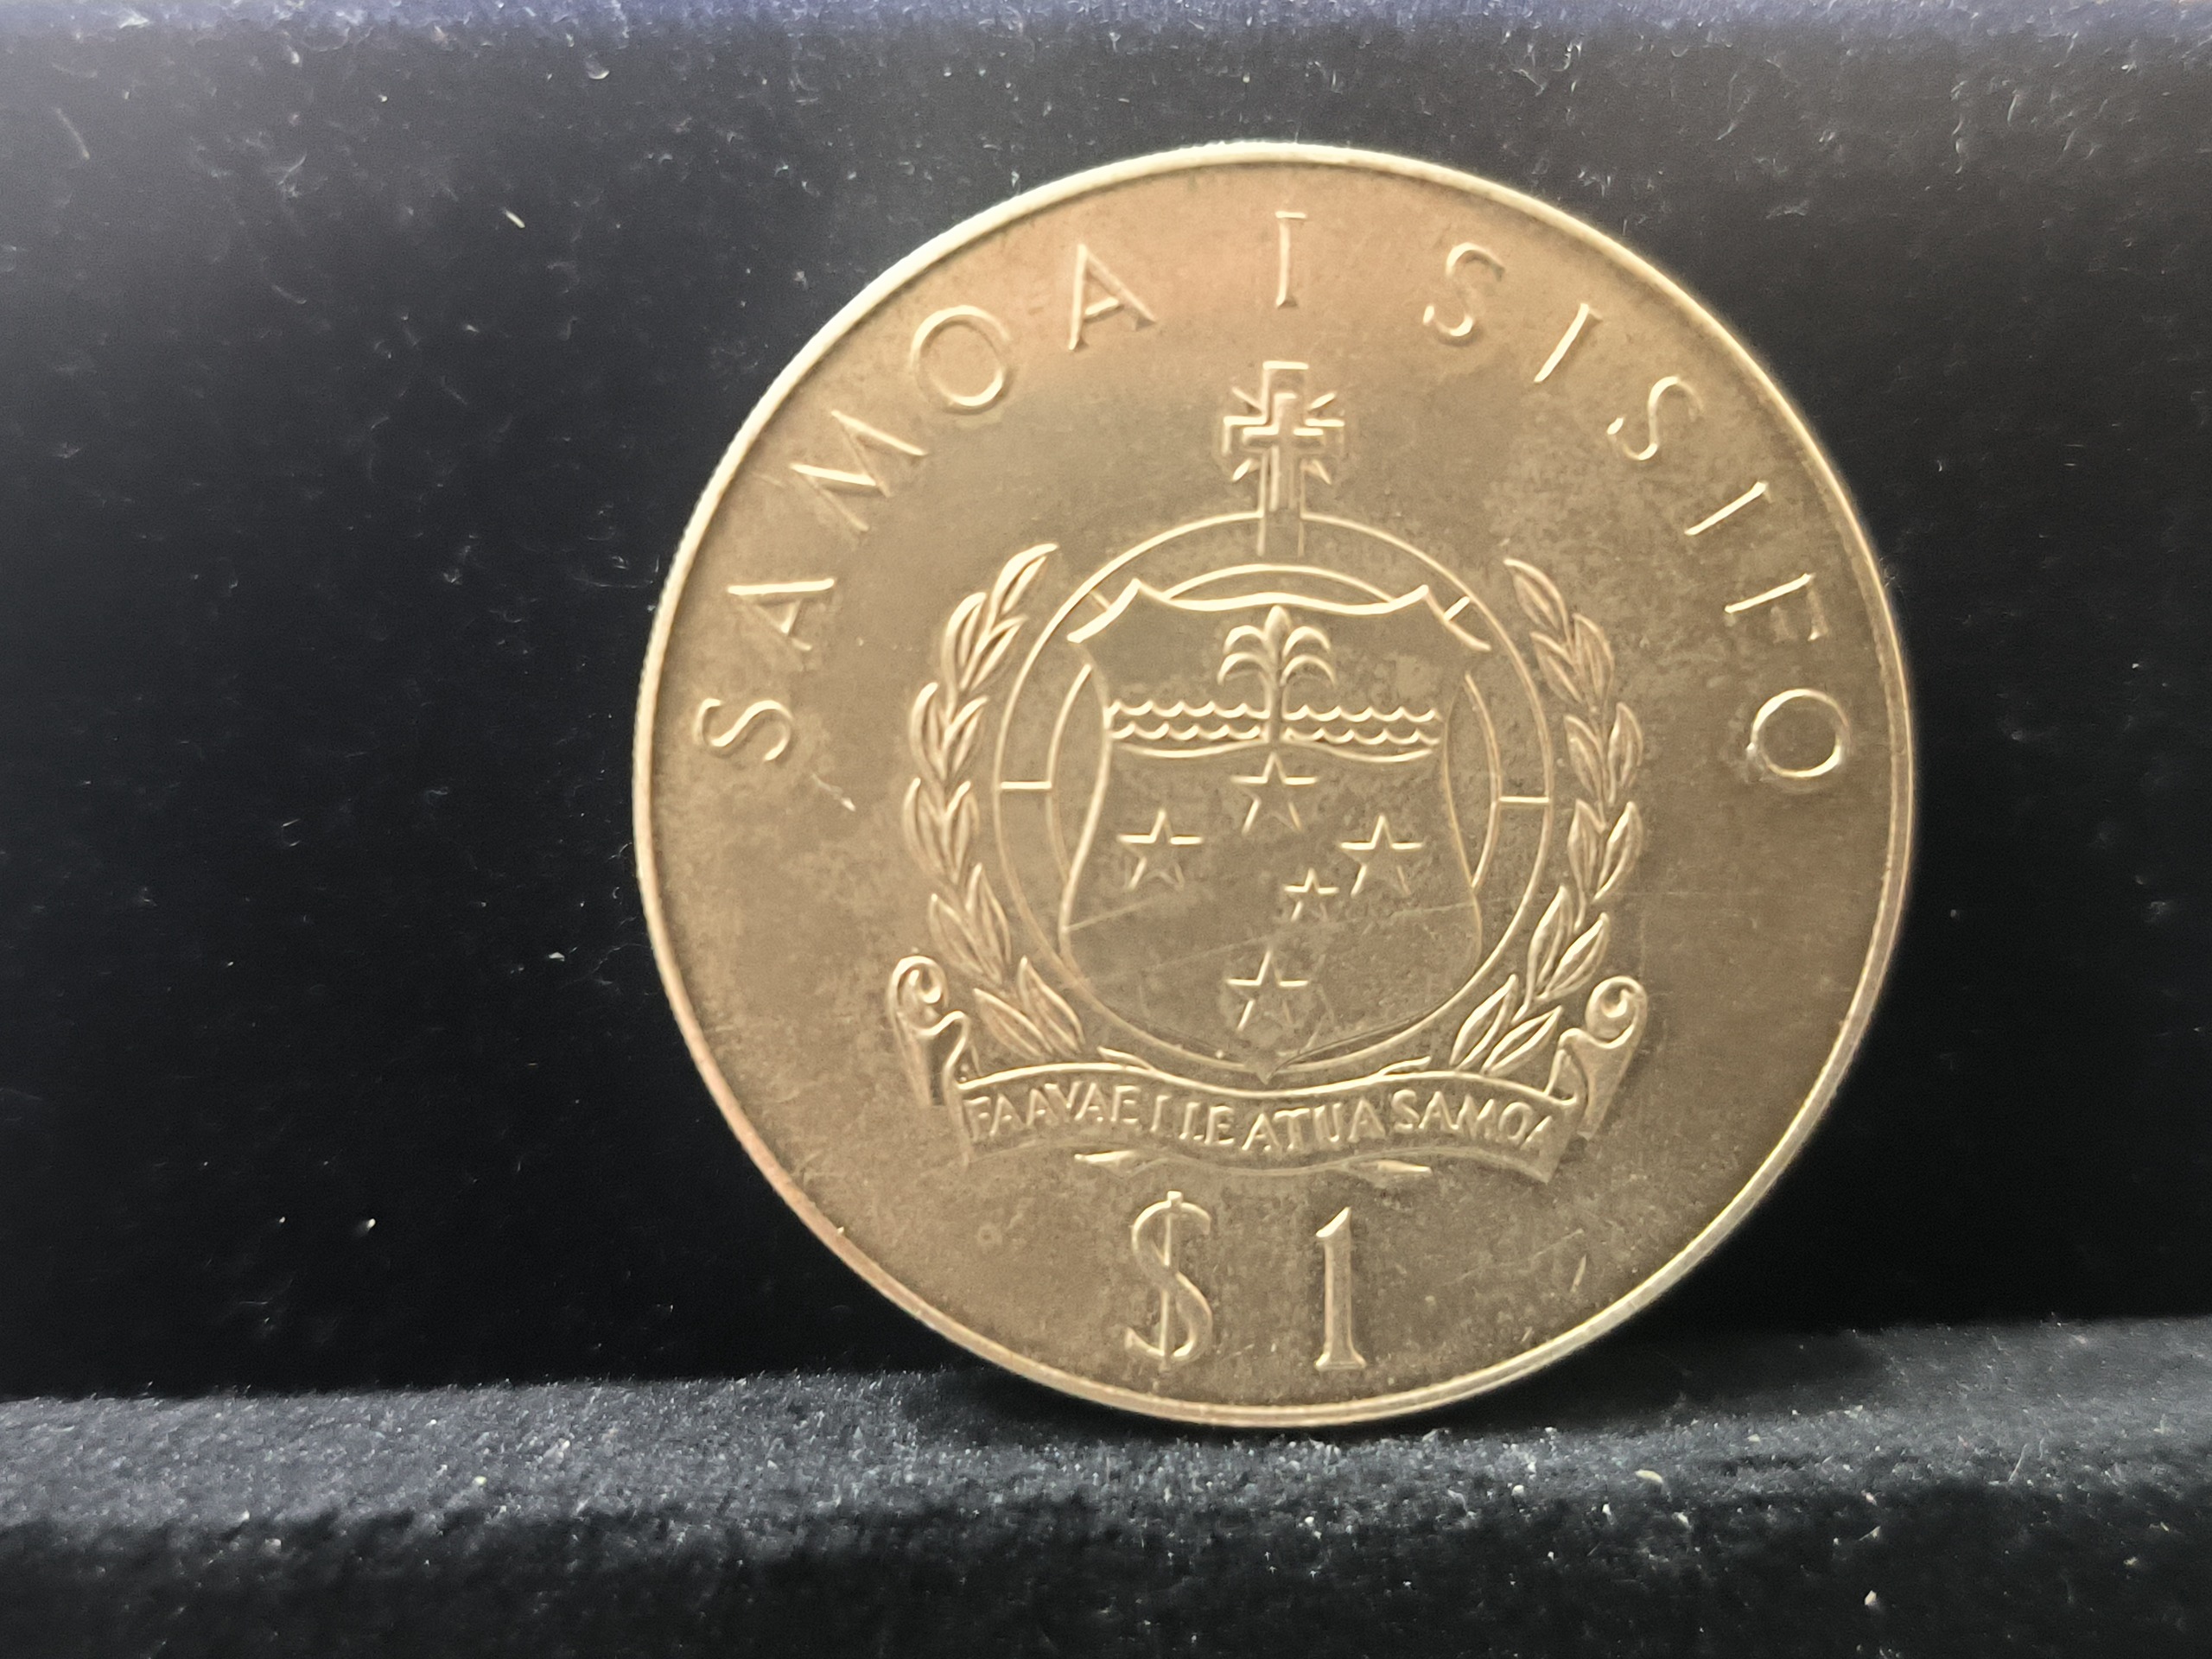 SAMOA I SISIFO
FAAVAE I LE ATUA SAMOA
$1